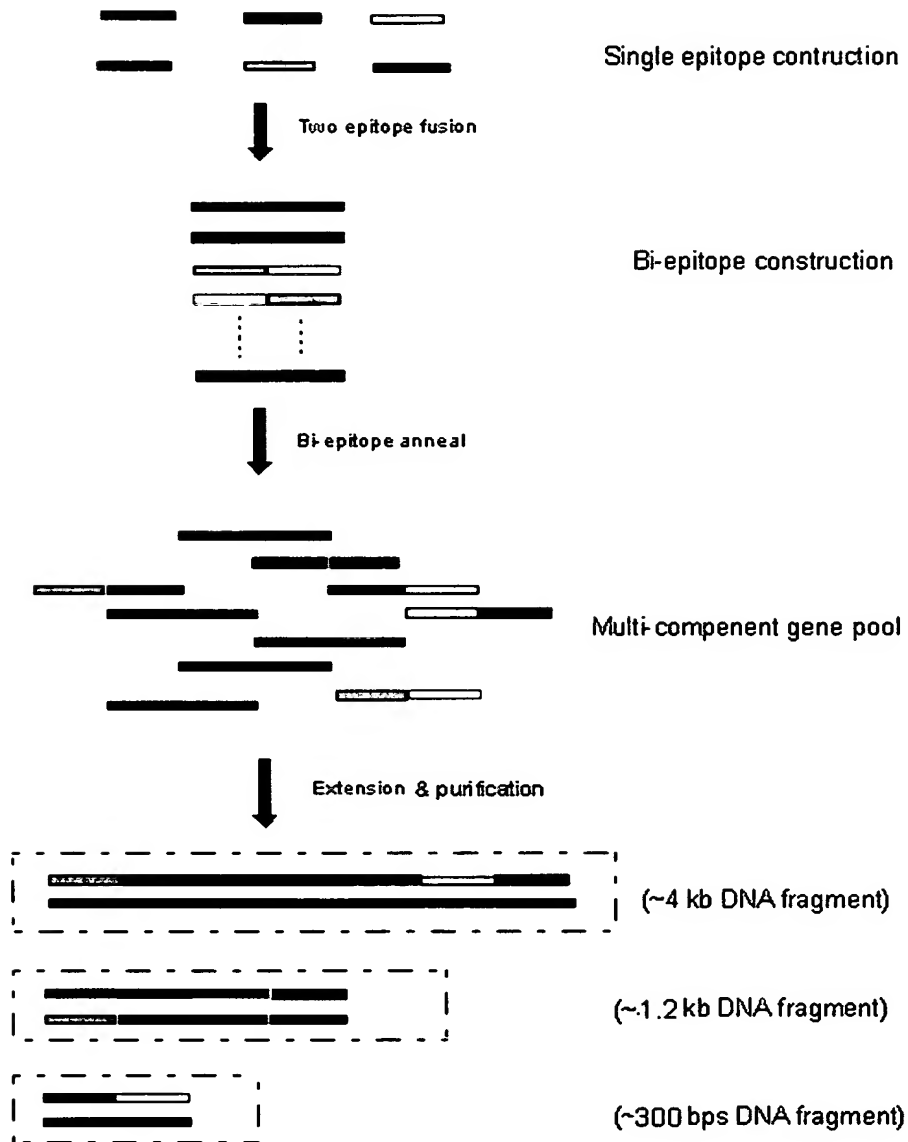 Single epitope contruction
Two epitope fusion
Bi-epitope construction
Bi-epitope anneal
Multi-compenent gene pool
Extension & purification
(~4 kb DNA fragment)
(~1.2 kb DNA fragment)
(~300 bps DNA fragment)